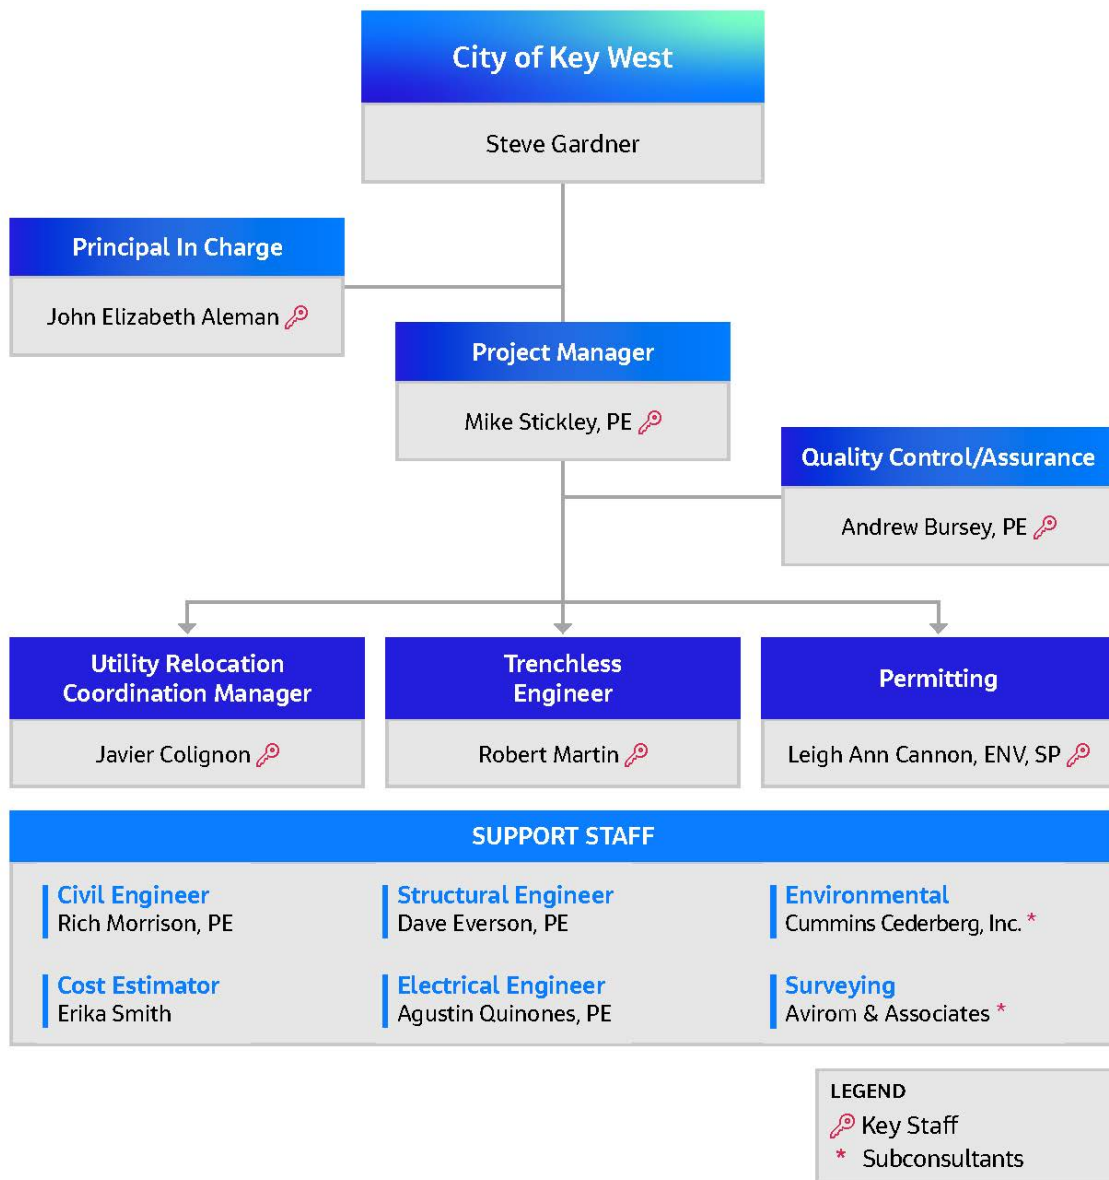 City of Key West
Steve Gardner
Principal In Charge
John Elizabeth Aleman
Project Manager
Mike Stickley, PE
Quality Control/Assurance
Andrew Bursey, PE
Utility Relocation
Coordination Manager
Javier Colignon
Trenchless
Engineer
Robert Martin
Permitting
Leigh Ann Cannon, ENV, SP
SUPPORT STAFF
Civil Engineer
Rich Morrison, PE
Structural Engineer
Dave Everson, PE
Environmental
Cummins Cederberg, Inc. *
Cost Estimator
Erika Smith
Electrical Engineer
Agustin Quinones, PE
Surveying
Avirom & Associates *
LEGEND
Key Staff
* Subconsultants